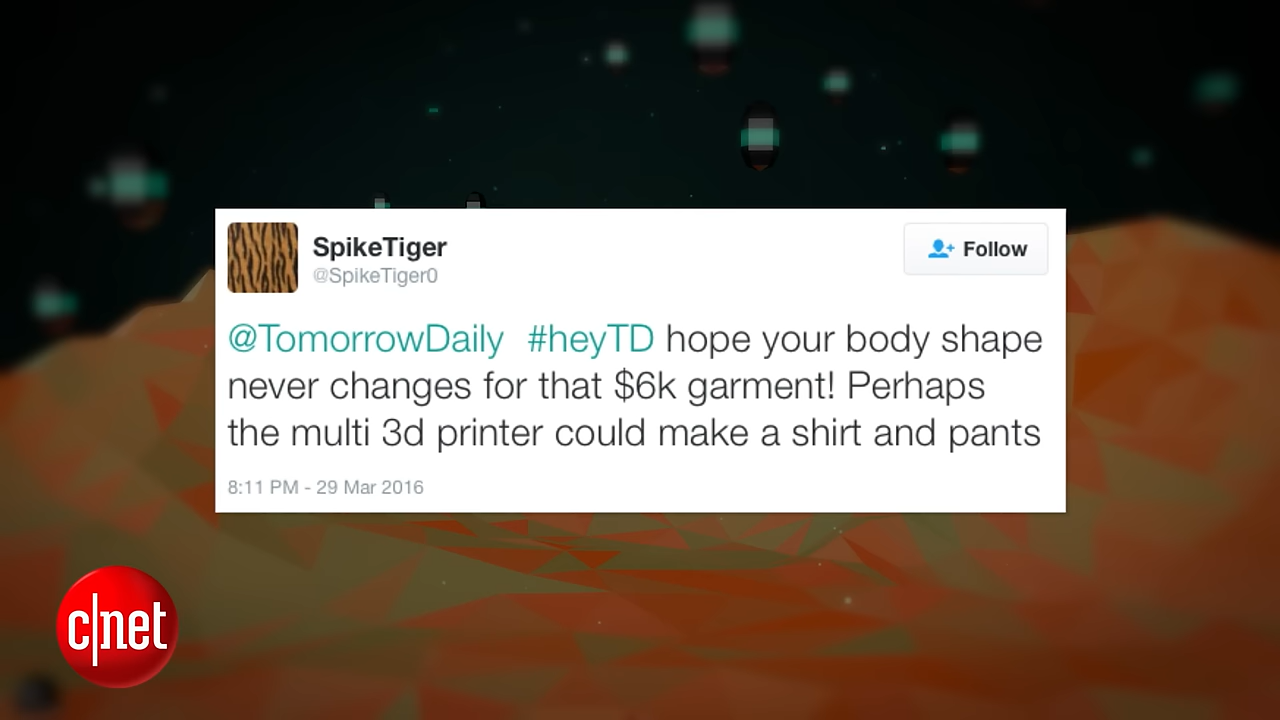 SpikeTiger
@SpikeTiger0
Follow
@TomorrowDaily #heyTD hope your body shape
never changes for that $6k garment! Perhaps
the multi 3d printer could make a shirt and pants
8:11 PM - 29 Mar 2016
c|net